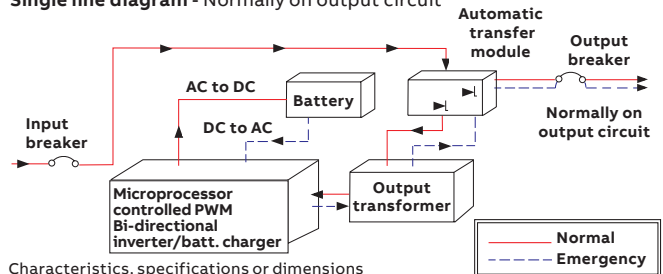 Single line diagram - Normally on output circuit
Automatic
transfer
module
Output
breaker
AC to DC
Battery
DC to AC
Input
breaker
Normally on
output circuit
Microprocessor
controlled PWM
Bi-directional
inverter/batt. charger
Output
transformer
Normal
Emergency
Characteristics, specifications or dimensions